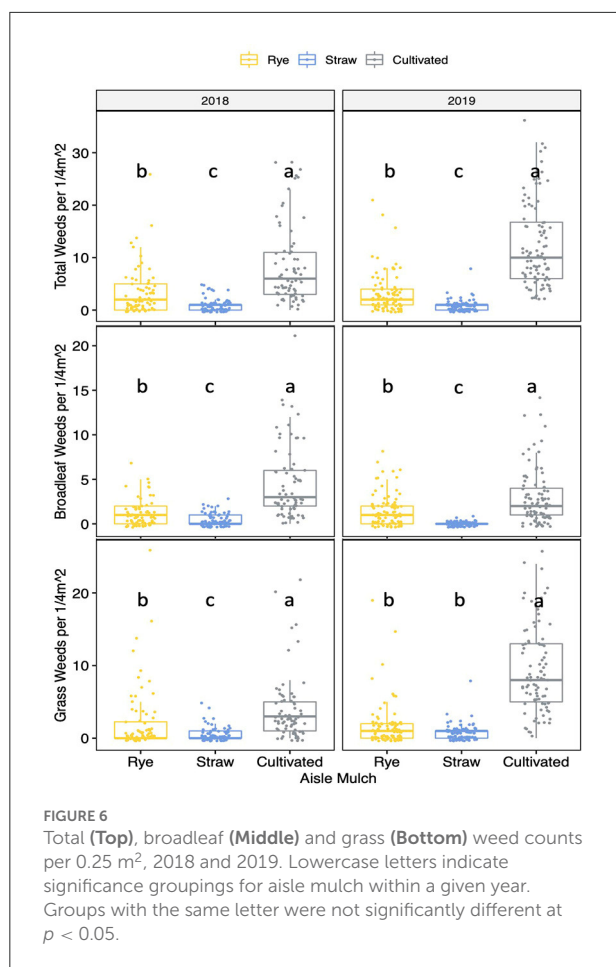 Rye Straw Cultivated
2018 2019
Total Weeds per 1/4m^2
30
20
10
0
b c a b c a
Broadleaf Weeds per 1/4m^2
20
15
10
5
0
b c a b c a
Grass Weeds per 1/4m^2
20
10
0
b c a b b a
Rye Straw Cultivated Rye Straw Cultivated
Aisle Mulch
FIGURE 6
Total (Top), broadleaf (Middle) and grass (Bottom) weed counts
per 0.25 m², 2018 and 2019. Lowercase letters indicate
significance groupings for aisle mulch within a given year.
Groups with the same letter were not significantly different at
p < 0.05.